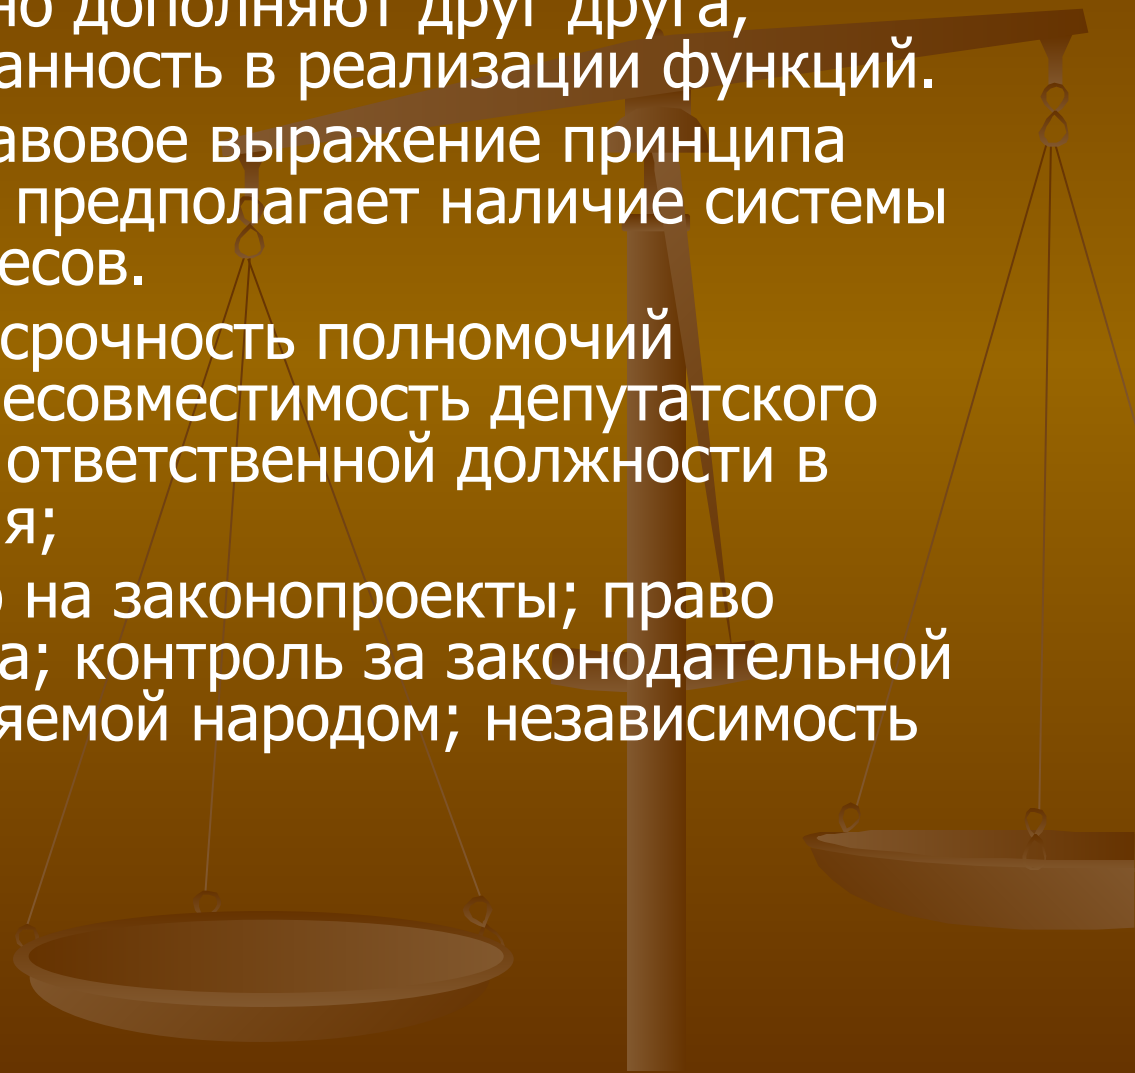 но дополняют друг друга,
анность в реализации функций.
авовое выражение принципа
предполагает наличие системы
есов.
срочность полномочий
есовместимость депутатского
ответственной должности в
я;
о на законопроекты; право
а; контроль за законодательной
яемой народом; независимость